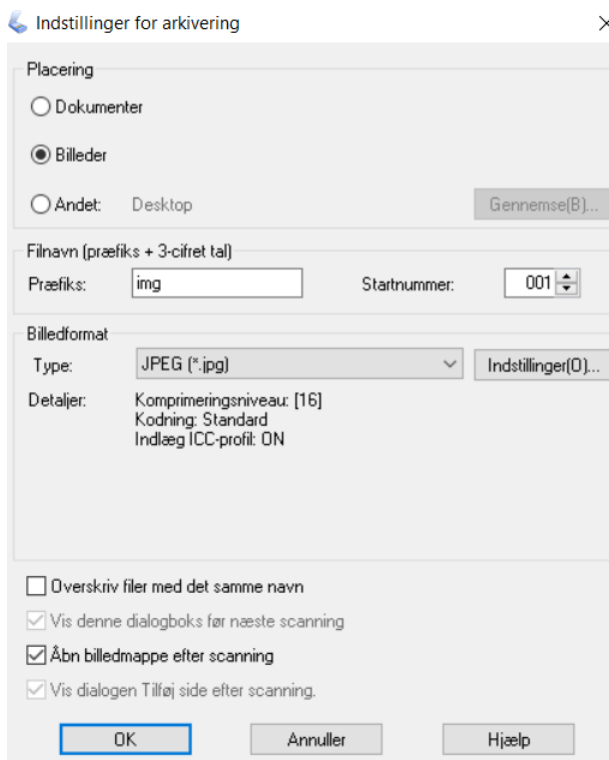 Indstillinger for arkivering
Placering
Dokumenter
Billeder
Andet: Desktop Gennemse(B)...
Filnavn (præfiks + 3-cifret tal)
Præfiks: img Startnummer: 001
Billedformat
Type: JPEG (*.jpg) Indstillinger(O)...
Detaljer: Komprimeringsniveau: [16]
Kodning: Standard
Indlæg ICC-profil: ON
Overskriv filer med det samme navn
Vis denne dialogboks før næste scanning
Åbn billedmappe efter scanning
Vis dialogen Tilføj side efter scanning.
OK Annuller Hjælp